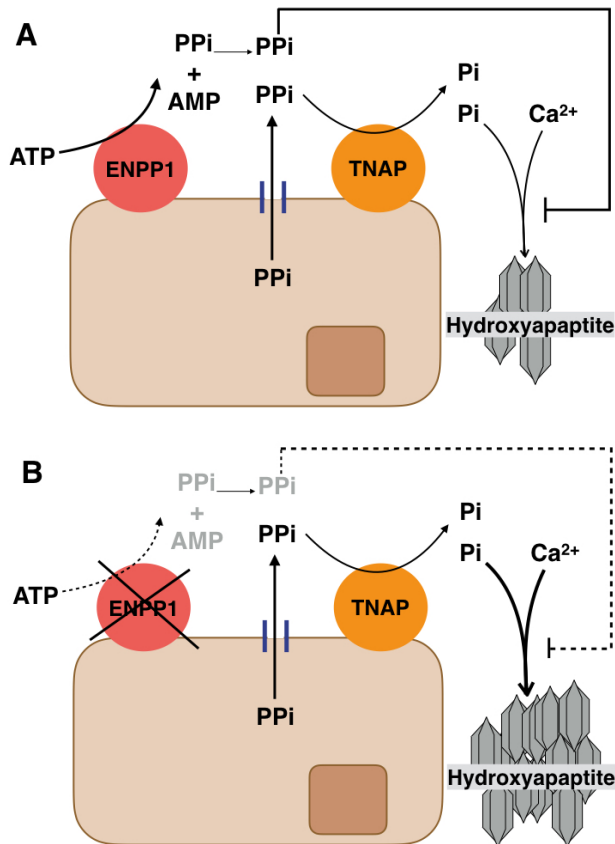 A
PPi PPi
+
AMP
PPi
Pi
Pi
Ca²⁺
ATP
ENPP1
TNAP
PPi
Hydroxyapaptite
B
PPi PPi
+
AMP
PPi
Pi
Pi
Ca²⁺
ATP
ENPP1
TNAP
PPi
Hydroxyapaptite